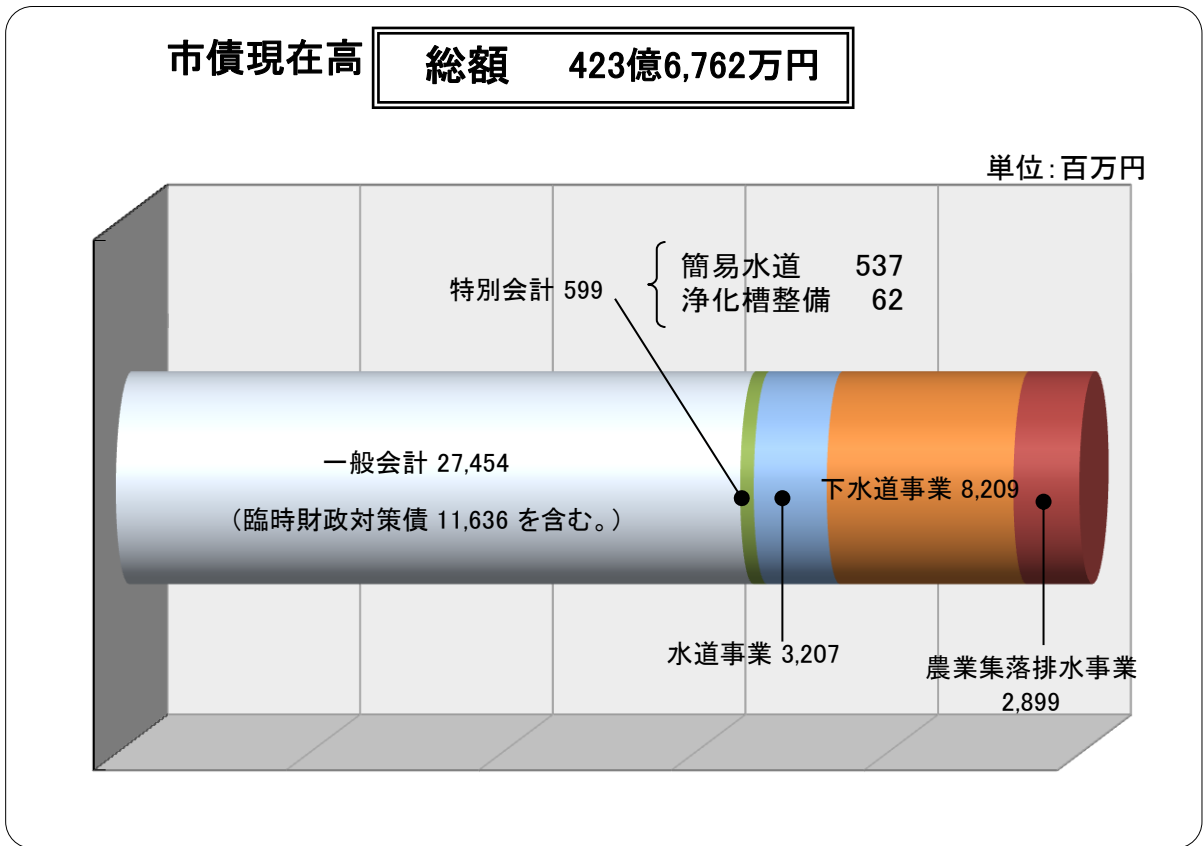 市債現在高 総額 423億6,762万円
単位:百万円
特別会計 599
簡易水道 537
浄化槽整備 62
一般会計 27,454
(臨時財政対策債 11,636 を含む。)
下水道事業 8,209
水道事業 3,207
農業集落排水事業
2,899